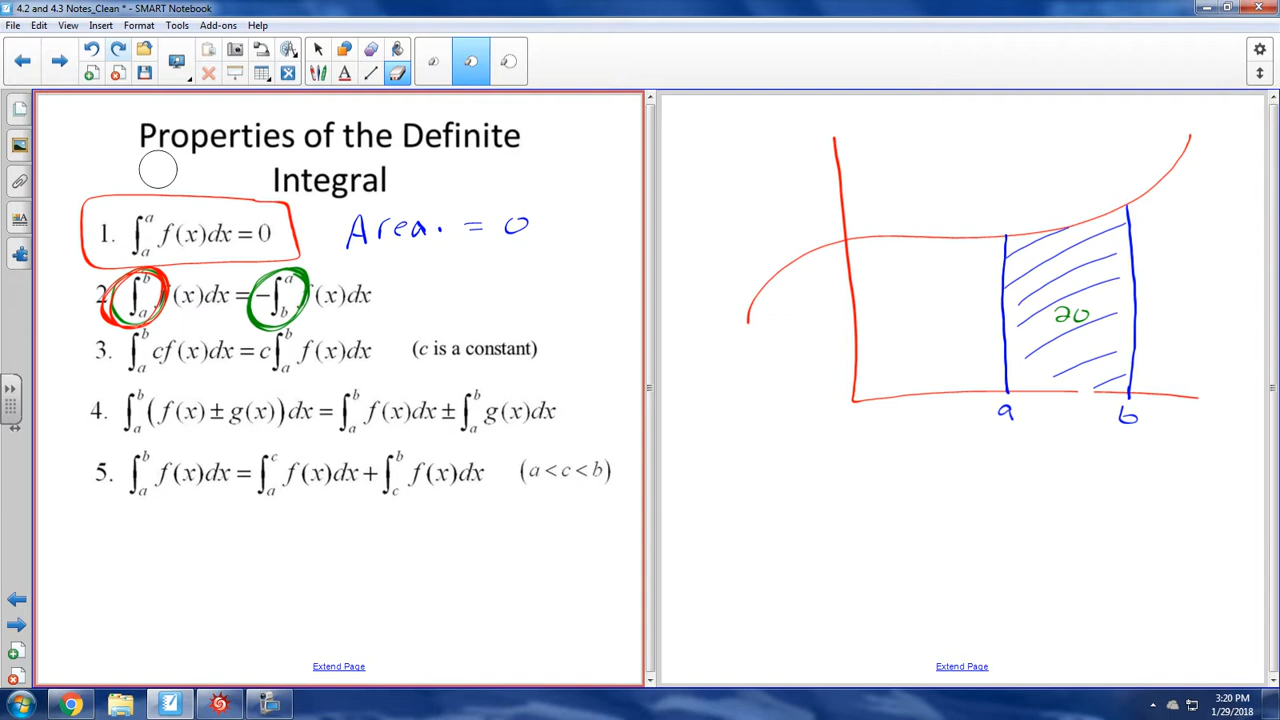 4.2 and 4.3 Notes_Clean * - SMART Notebook
File Edit View Insert Format Tools Add-ons Help
Properties of the Definite
Integral
1. ∫_a^a f(x)dx = 0 Area. = 0
2. ∫_a^b f(x)dx = -∫_b^a f(x)dx
3. ∫_a^b cf(x)dx = c∫_a^b f(x)dx (c is a constant)
4. ∫_a^b (f(x) ± g(x))dx = ∫_a^b f(x)dx ± ∫_a^b g(x)dx
5. ∫_a^b f(x)dx = ∫_a^c f(x)dx + ∫_c^b f(x)dx (a < c < b)
Extend Page
20
a b
Extend Page
3:20 PM
1/29/2018